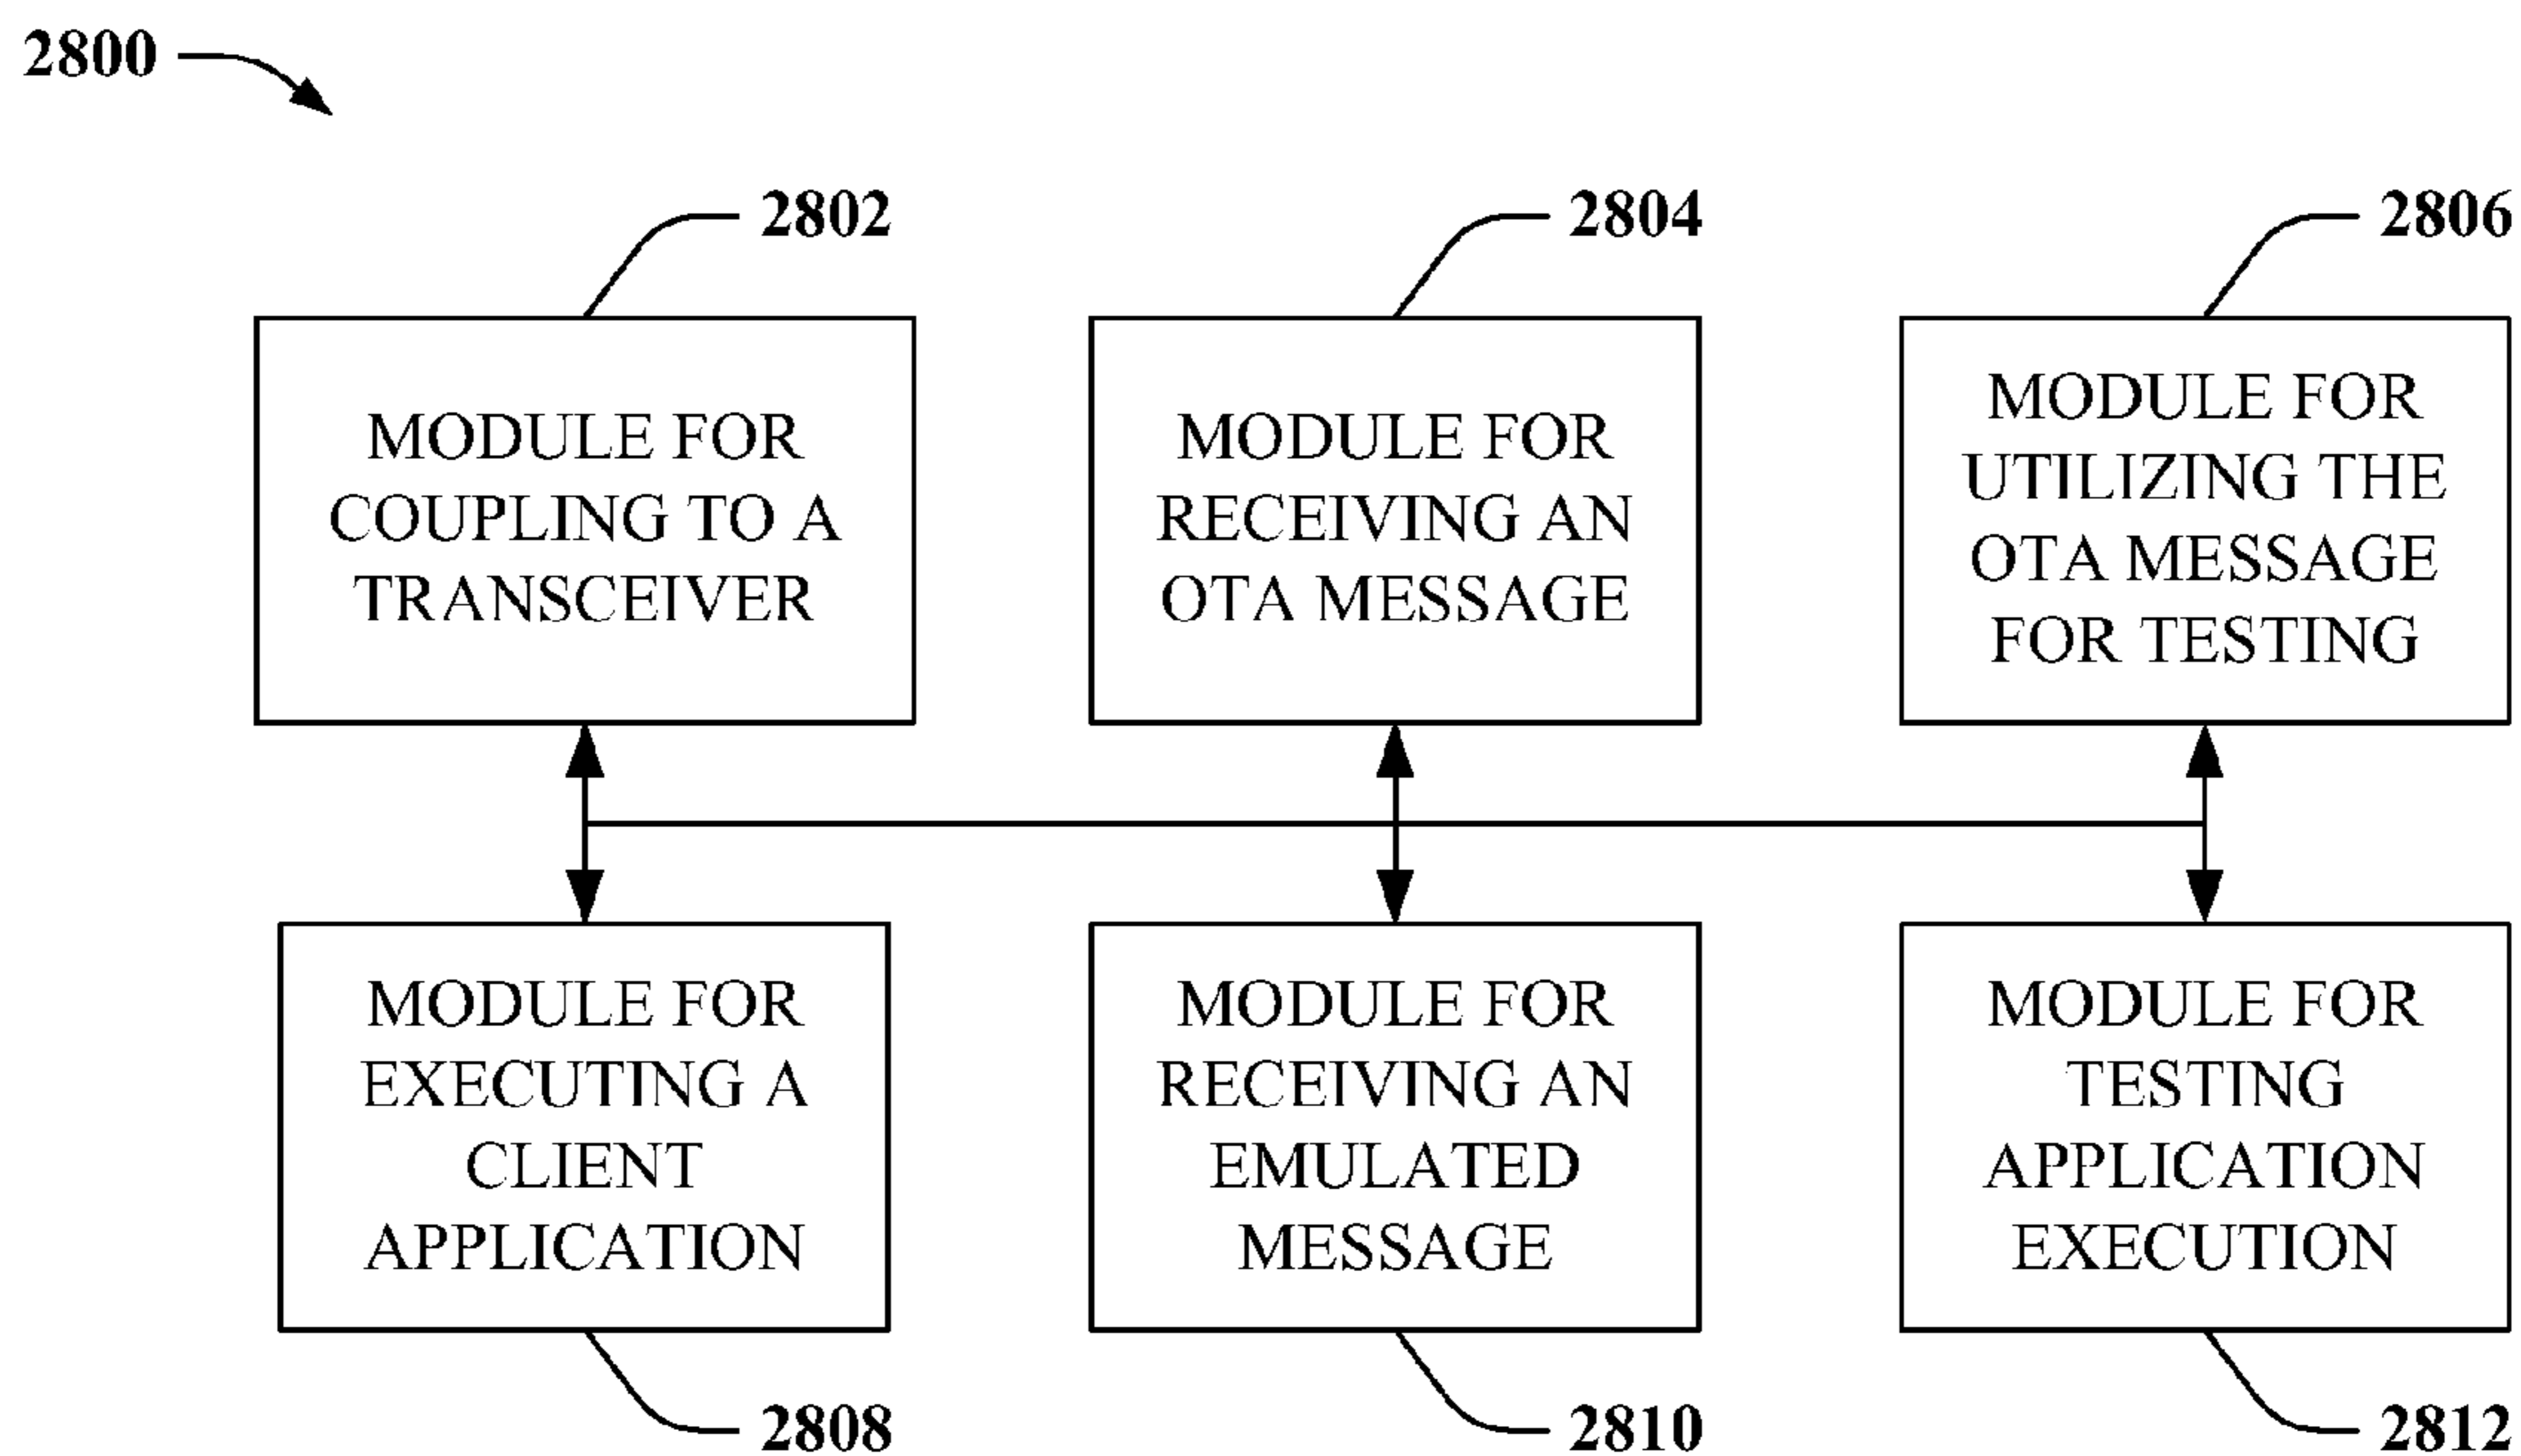 2800
2802
2804
2806
MODULE FOR
COUPLING TO A
TRANSCEIVER
MODULE FOR
RECEIVING AN
OTA MESSAGE
MODULE FOR
UTILIZING THE
OTA MESSAGE
FOR TESTING
MODULE FOR
EXECUTING A
CLIENT
APPLICATION
MODULE FOR
RECEIVING AN
EMULATED
MESSAGE
MODULE FOR
TESTING
APPLICATION
EXECUTION
2808
2810
2812